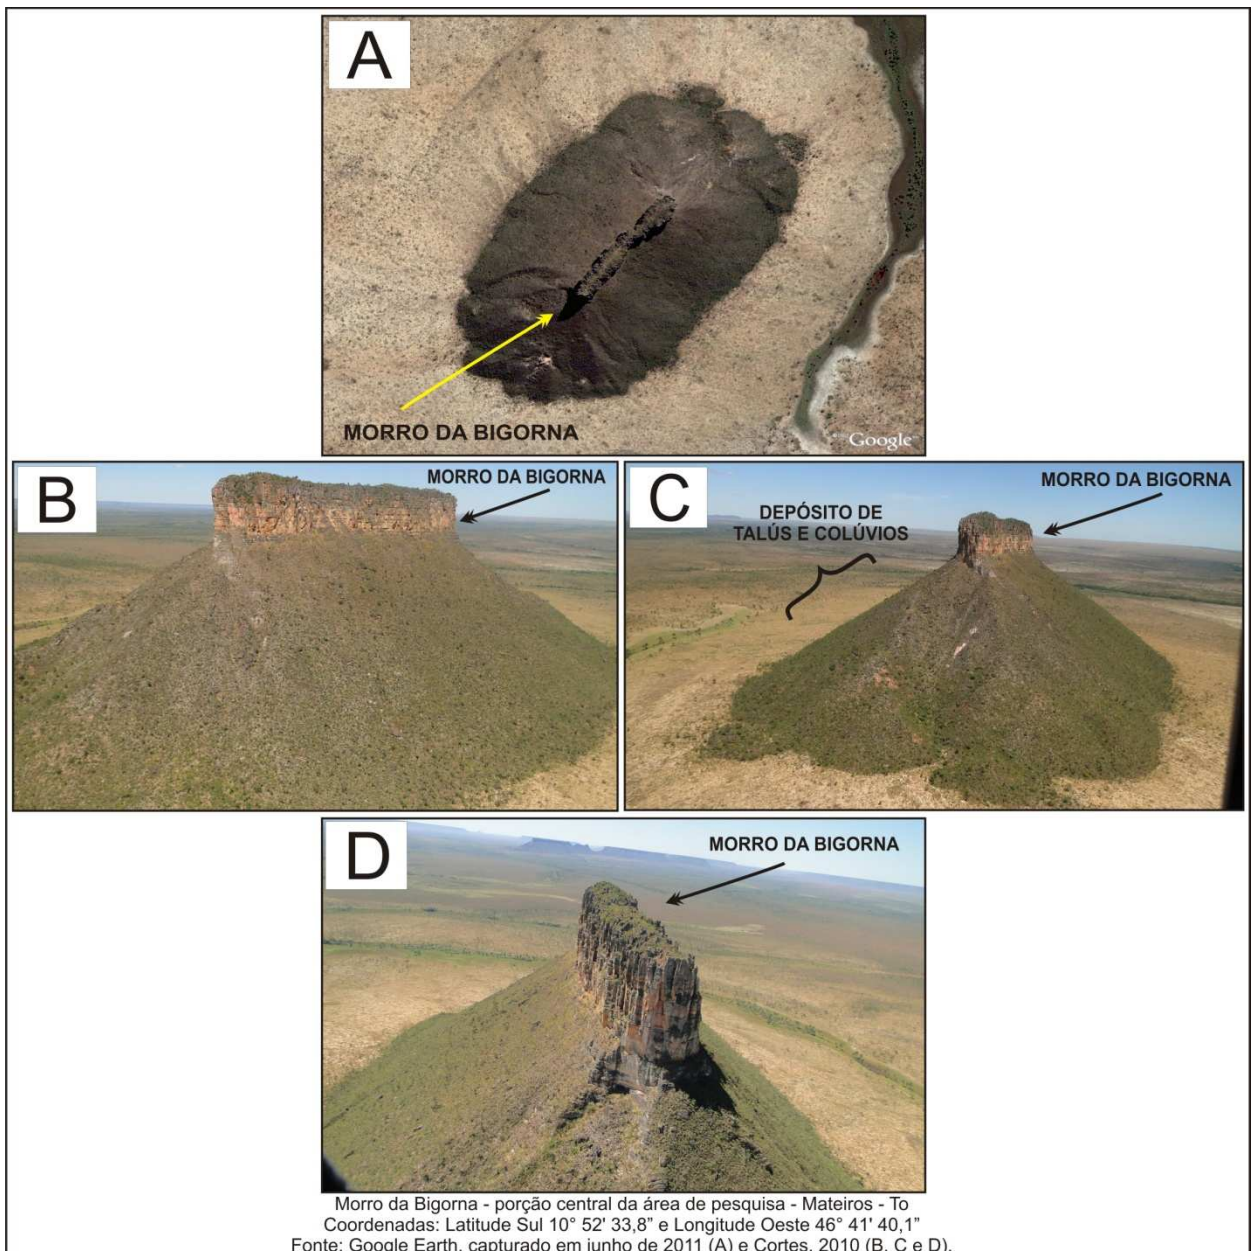 A
MORRO DA BIGORNA
Google
B
MORRO DA BIGORNA
C
MORRO DA BIGORNA
DEPÓSITO DE
TALÚS E COLÚVIOS
D
MORRO DA BIGORNA
Morro da Bigorna - porção central da área de pesquisa - Mateiros - To
Coordenadas: Latitude Sul 10° 52' 33,8” e Longitude Oeste 46° 41' 40,1”
Fonte: Google Earth, capturado em junho de 2011 (A) e Cortes, 2010 (B, C e D).